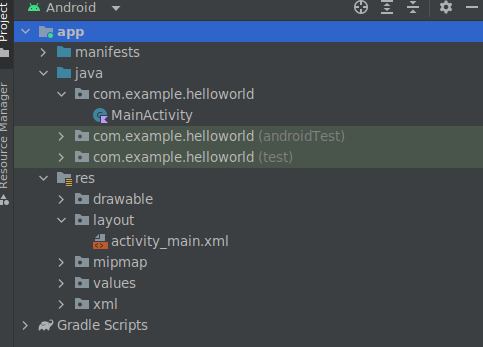 Project
Resource Manager
Android
app
manifests
java
com.example.helloworld
MainActivity
com.example.helloworld (androidTest)
com.example.helloworld (test)
res
drawable
layout
activity_main.xml
mipmap
values
xml
Gradle Scripts